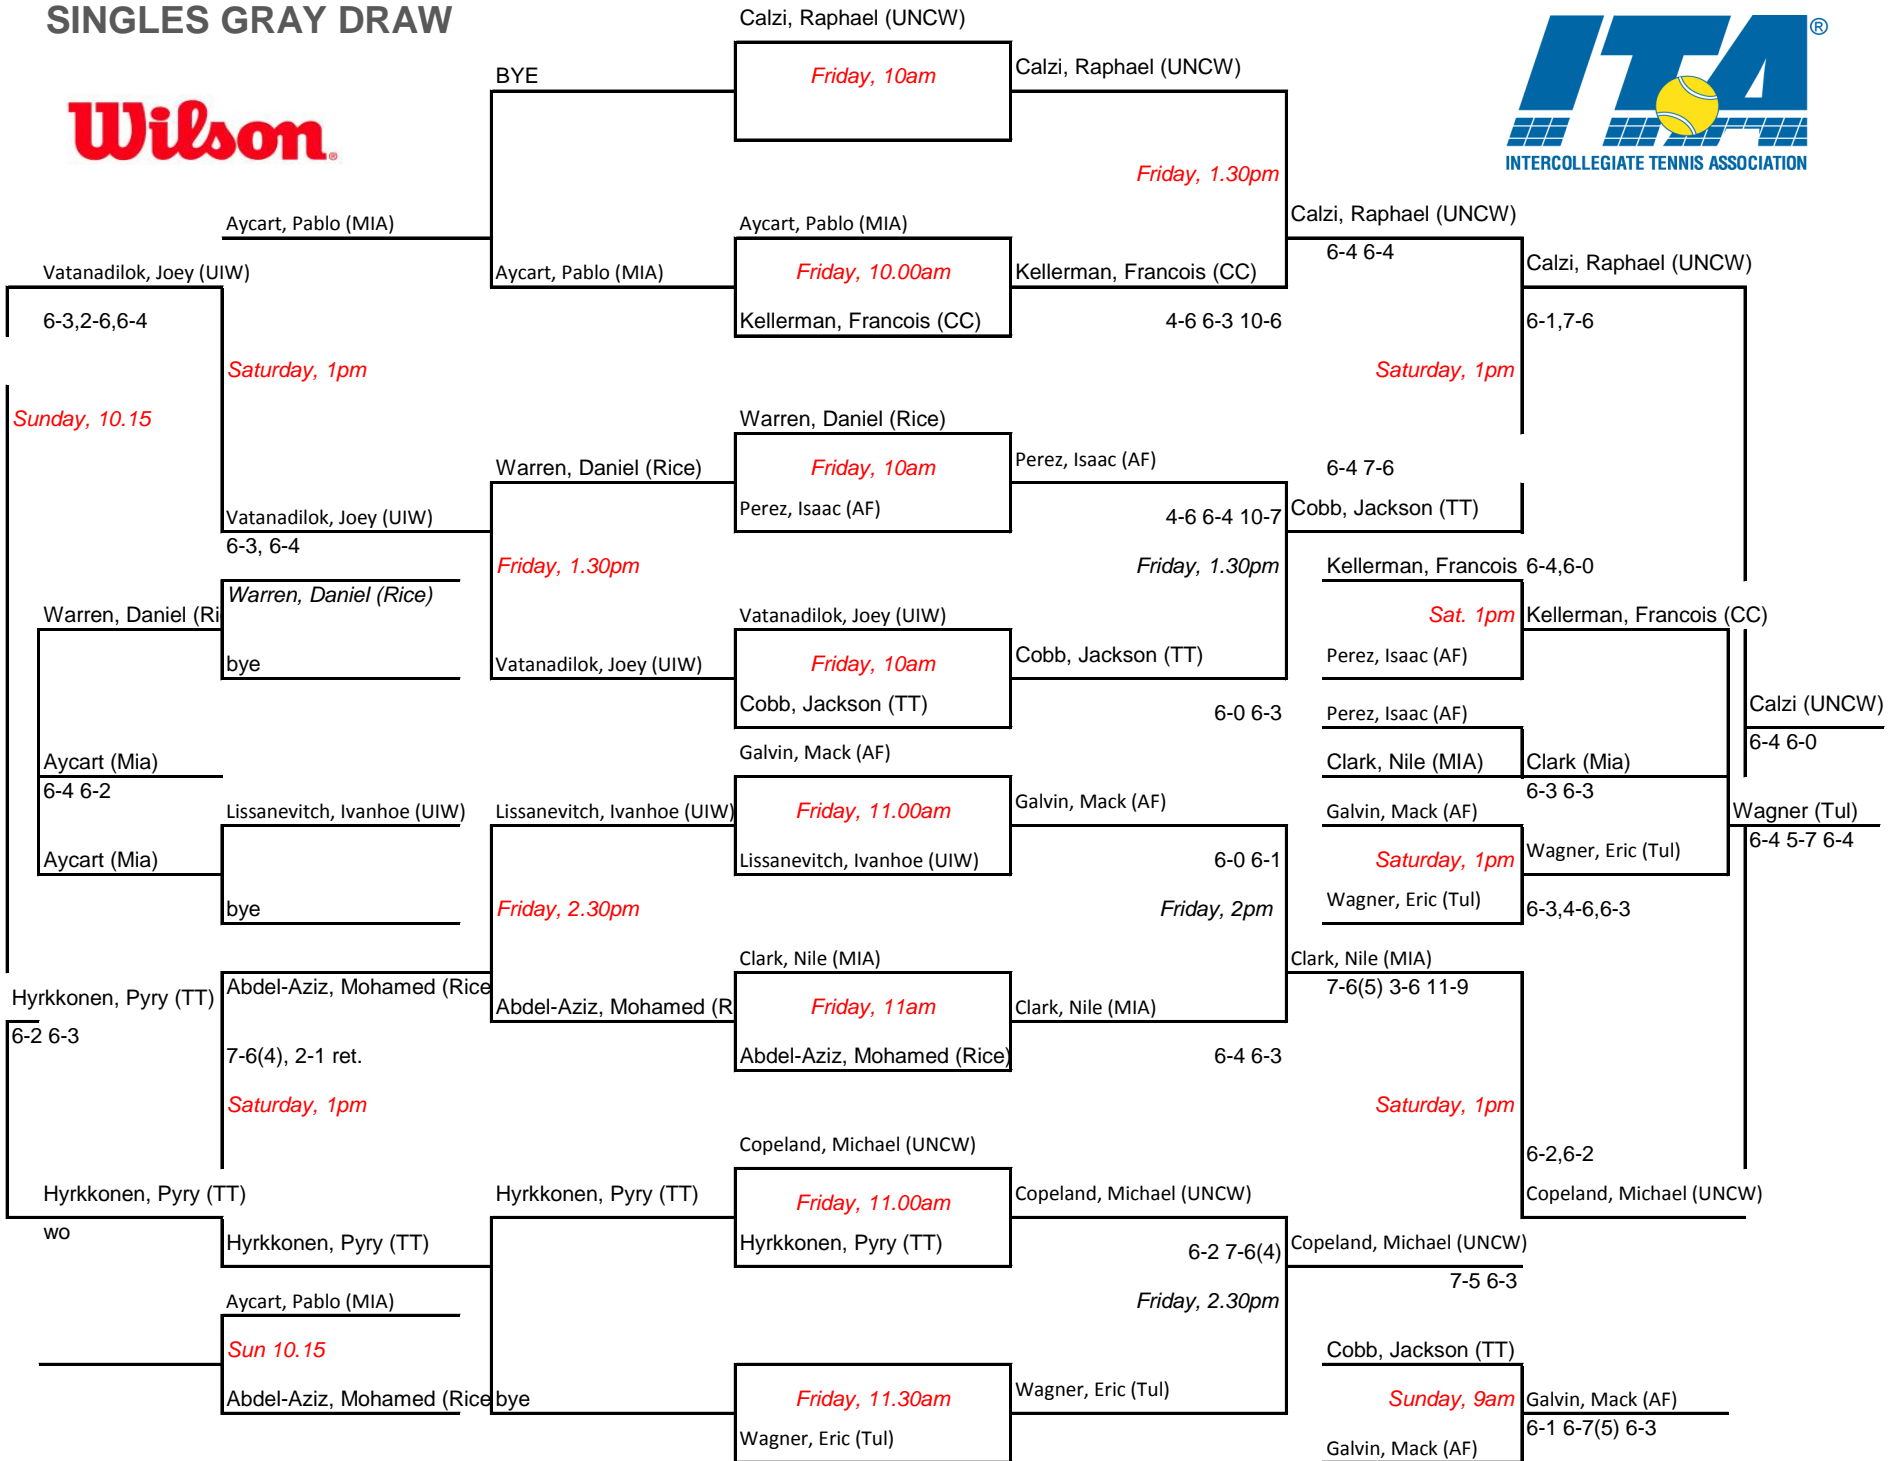 SINGLES GRAY DRAW
Calzi, Raphael (UNCW)
BYE
Friday, 10am
Calzi, Raphael (UNCW)
Wilson.
ITA®
INTERCOLLEGIATE TENNIS ASSOCIATION
Friday, 1.30pm
Aycart, Pablo (MIA)
Aycart, Pablo (MIA)
Calzi, Raphael (UNCW)
6-4 6-4
Vatanadilok, Joey (UIW)
Aycart, Pablo (MIA)
Friday, 10.00am
Kellerman, Francois (CC)
Calzi, Raphael (UNCW)
6-3,2-6,6-4
Kellerman, Francois (CC)
4-6 6-3 10-6
6-1,7-6
Saturday, 1pm
Saturday, 1pm
Sunday, 10.15
Warren, Daniel (Rice)
Warren, Daniel (Rice)
Friday, 10am
Perez, Isaac (AF)
6-4 7-6
Vatanadilok, Joey (UIW)
Perez, Isaac (AF)
4-6 6-4 10-7
Cobb, Jackson (TT)
6-3, 6-4
Friday, 1.30pm
Friday, 1.30pm
Kellerman, Francois
6-4,6-0
Warren, Daniel (Rice)
Warren, Daniel (Ri
Vatanadilok, Joey (UIW)
Sat. 1pm
Kellerman, Francois (CC)
bye
Vatanadilok, Joey (UIW)
Friday, 10am
Cobb, Jackson (TT)
Perez, Isaac (AF)
Cobb, Jackson (TT)
6-0 6-3
Perez, Isaac (AF)
Calzi (UNCW)
6-4 6-0
Galvin, Mack (AF)
Aycart (Mia)
Clark, Nile (MIA)
Clark (Mia)
6-4 6-2
6-3 6-3
Lissanevitch, Ivanhoe (UIW)
Lissanevitch, Ivanhoe (UIW)
Friday, 11.00am
Galvin, Mack (AF)
Galvin, Mack (AF)
Wagner (Tul)
6-4 5-7 6-4
Aycart (Mia)
Lissanevitch, Ivanhoe (UIW)
6-0 6-1
Saturday, 1pm
Wagner, Eric (Tul)
bye
Friday, 2.30pm
Friday, 2pm
Wagner, Eric (Tul)
6-3,4-6,6-3
Clark, Nile (MIA)
Clark, Nile (MIA)
Hyrkkonen, Pyry (TT)
Abdel-Aziz, Mohamed (Rice
7-6(5) 3-6 11-9
Abdel-Aziz, Mohamed (R
Friday, 11am
Clark, Nile (MIA)
6-2 6-3
7-6(4), 2-1 ret.
Abdel-Aziz, Mohamed (Rice)
6-4 6-3
Saturday, 1pm
Saturday, 1pm
Copeland, Michael (UNCW)
6-2,6-2
Hyrkkonen, Pyry (TT)
Hyrkkonen, Pyry (TT)
Friday, 11.00am
Copeland, Michael (UNCW)
Copeland, Michael (UNCW)
wo
Hyrkkonen, Pyry (TT)
Hyrkkonen, Pyry (TT)
6-2 7-6(4)
Copeland, Michael (UNCW)
7-5 6-3
Aycart, Pablo (MIA)
Friday, 2.30pm
Sun 10.15
Cobb, Jackson (TT)
Abdel-Aziz, Mohamed (Rice
bye
Friday, 11.30am
Wagner, Eric (Tul)
Sunday, 9am
Galvin, Mack (AF)
6-1 6-7(5) 6-3
Wagner, Eric (Tul)
Galvin, Mack (AF)